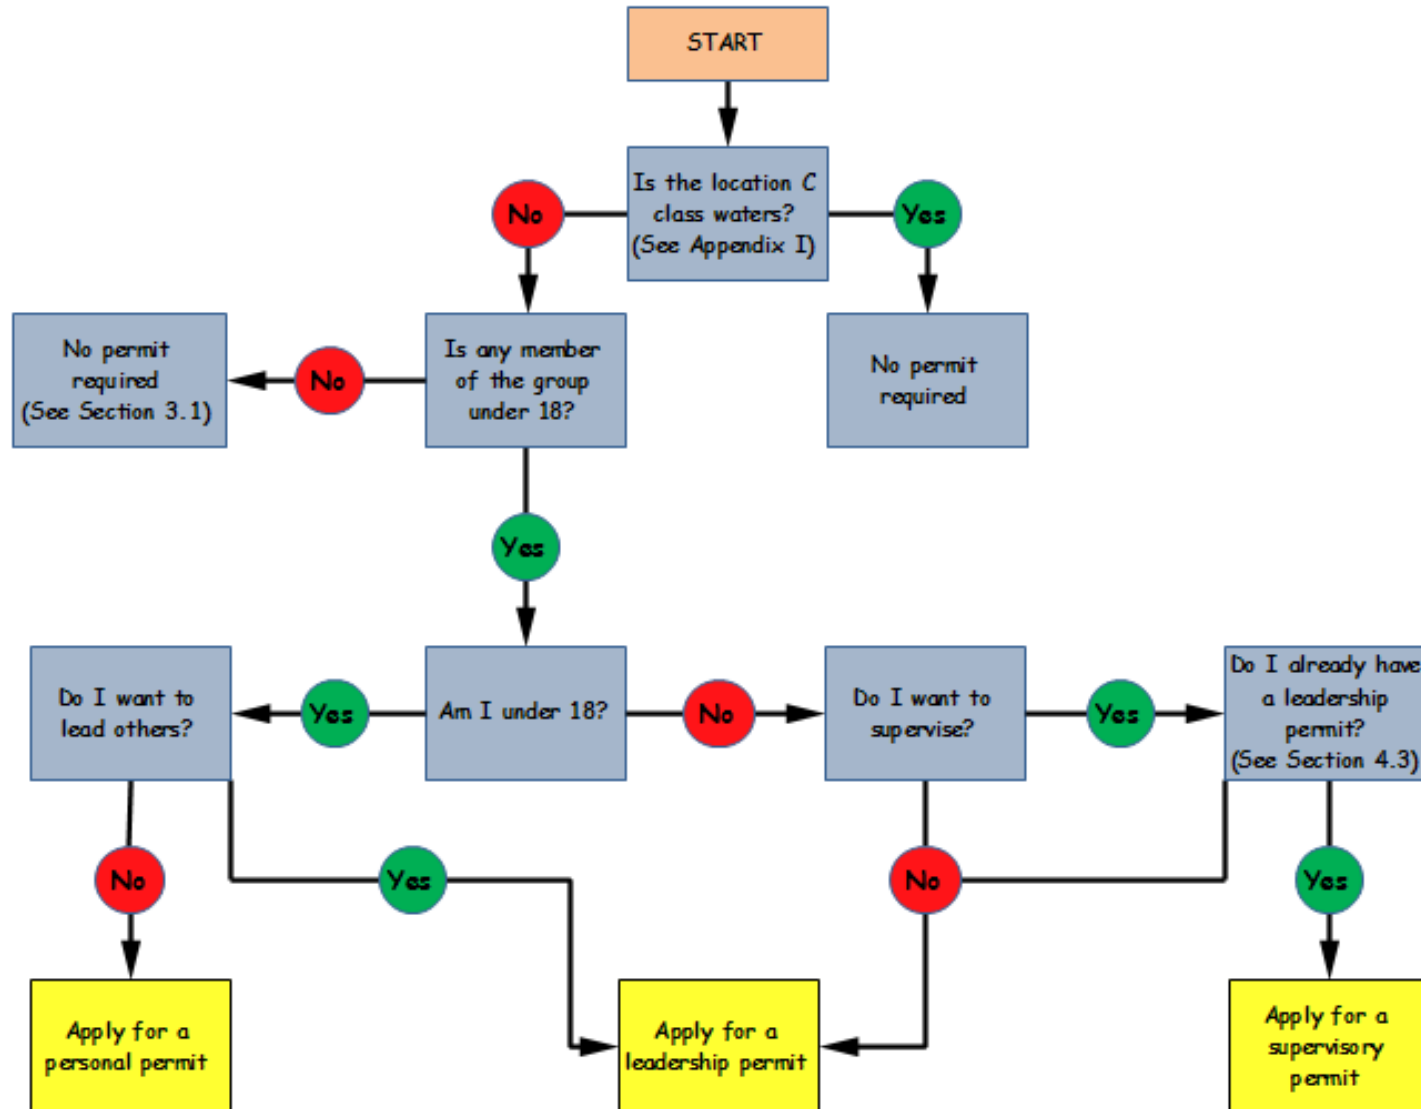 START
Is the location C
class waters?
(See Appendix I)
No
Yes
No permit
required
(See Section 3.1)
No
Is any member
of the group
under 18?
No permit
required
Yes
Do I want to
lead others?
Yes
Am I under 18?
No
Do I want to
supervise?
Yes
Do I already have
a leadership
permit?
(See Section 4.3)
No
Yes
No
Yes
Apply for a
personal permit
Apply for a
leadership permit
Apply for a
supervisory
permit